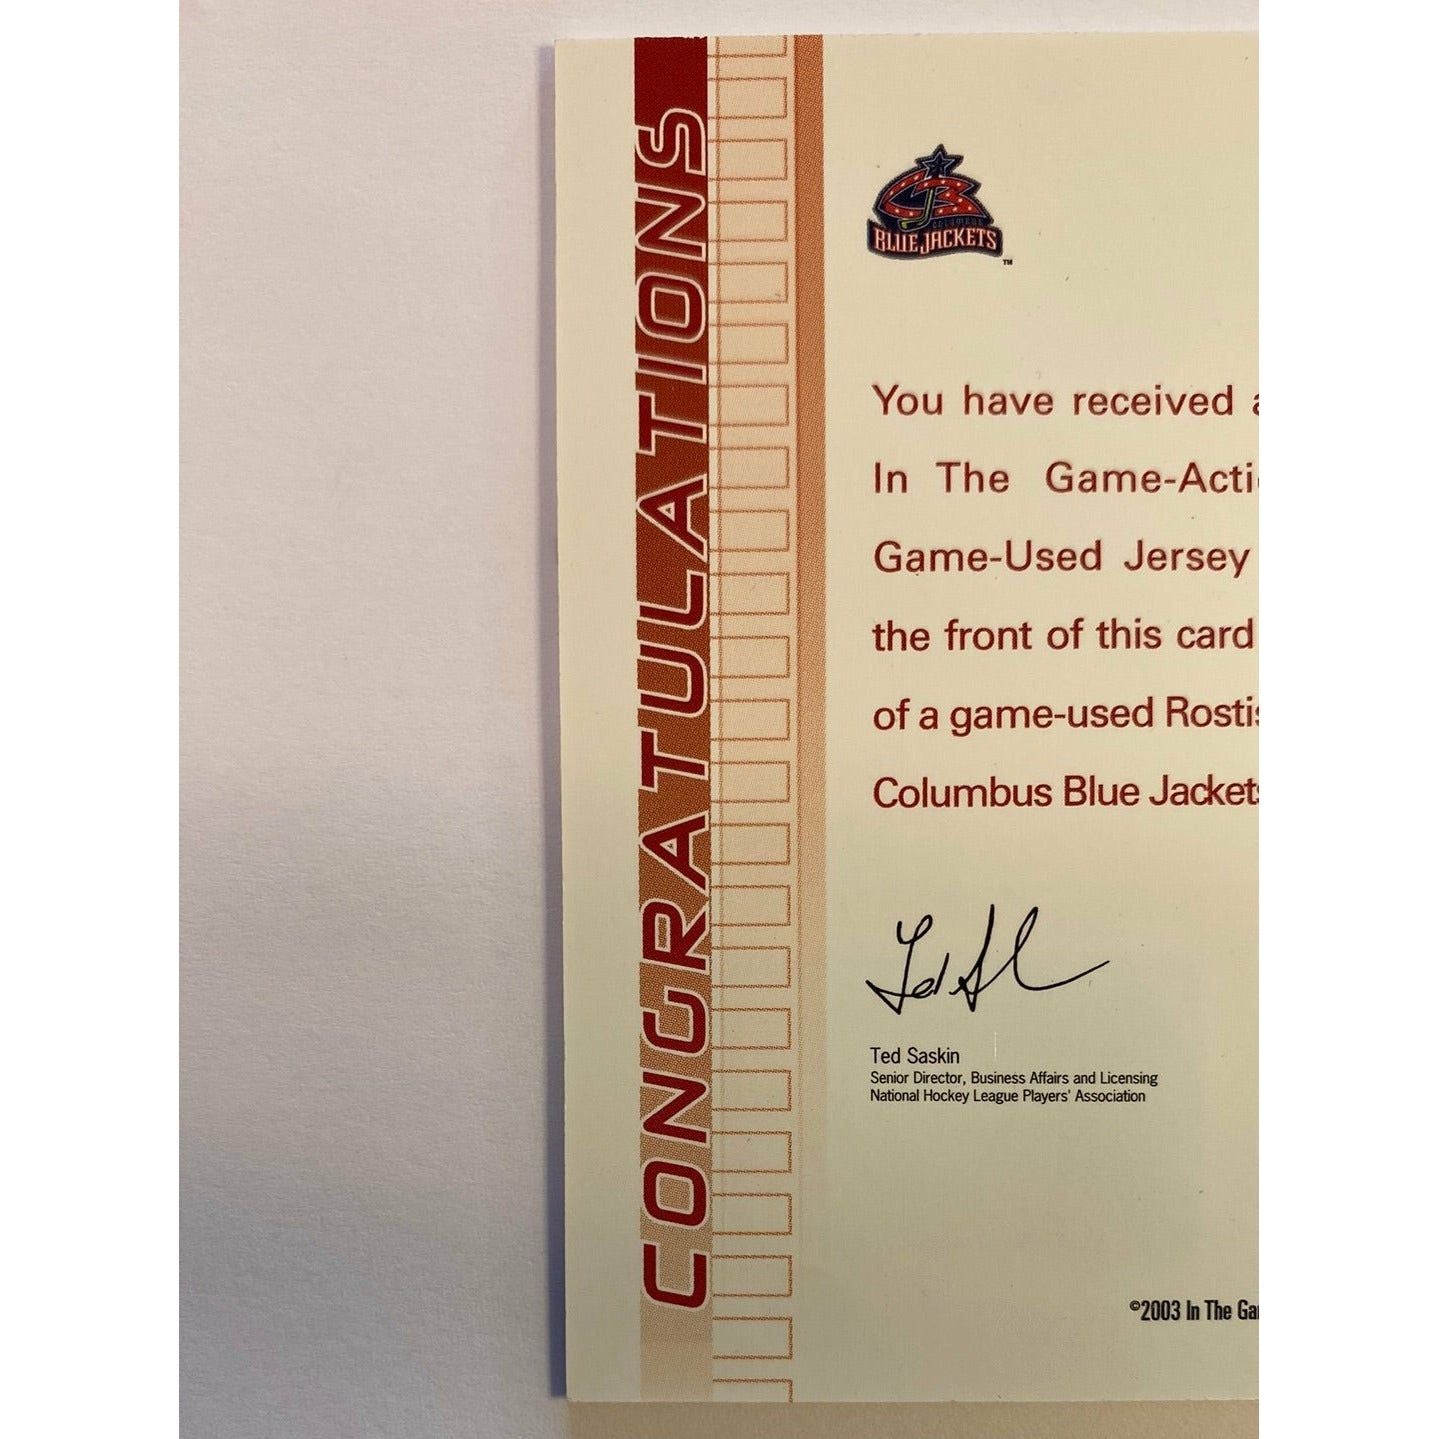 CONGRATULATIONS
BLUE JACKETS
™
You have received a
In The Game-Acti
Game-Used Jersey
the front of this card
of a game-used Rostis
Columbus Blue Jackets
Ted Saskin
Senior Director, Business Affairs and Licensing
National Hockey League Players' Association
©2003 In The Ga